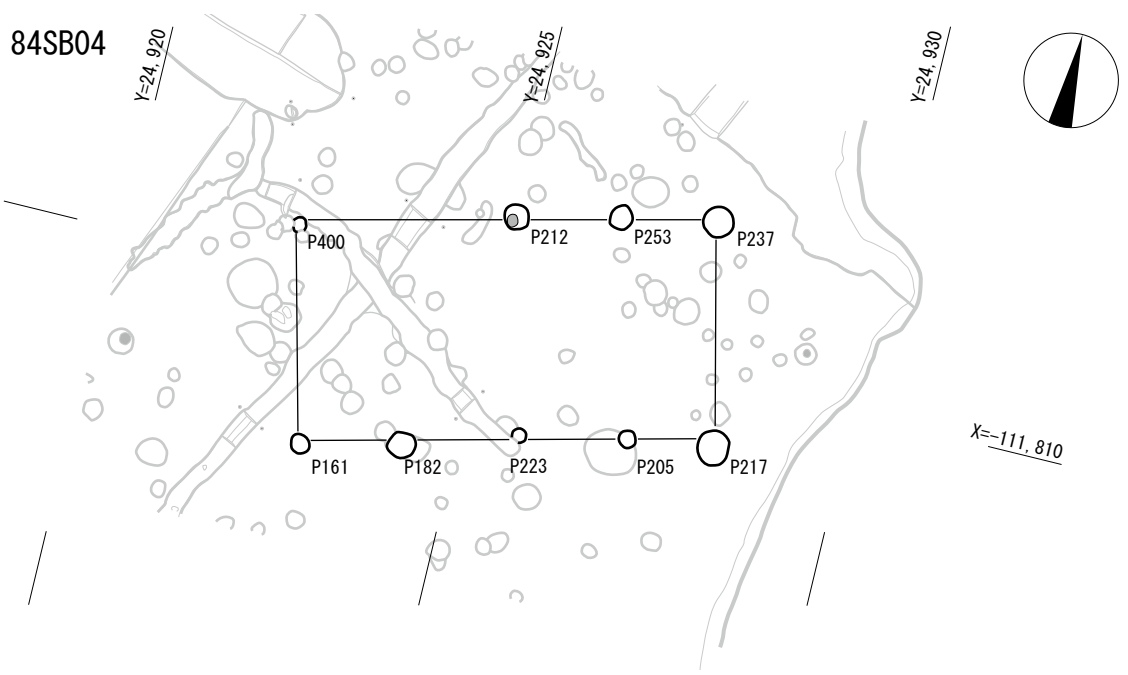 84SB04
Y=24,920
Y=24,925
Y=24,930
P400
P212
P253
P237
P161
P182
P223
P205
P217
X=-111,810